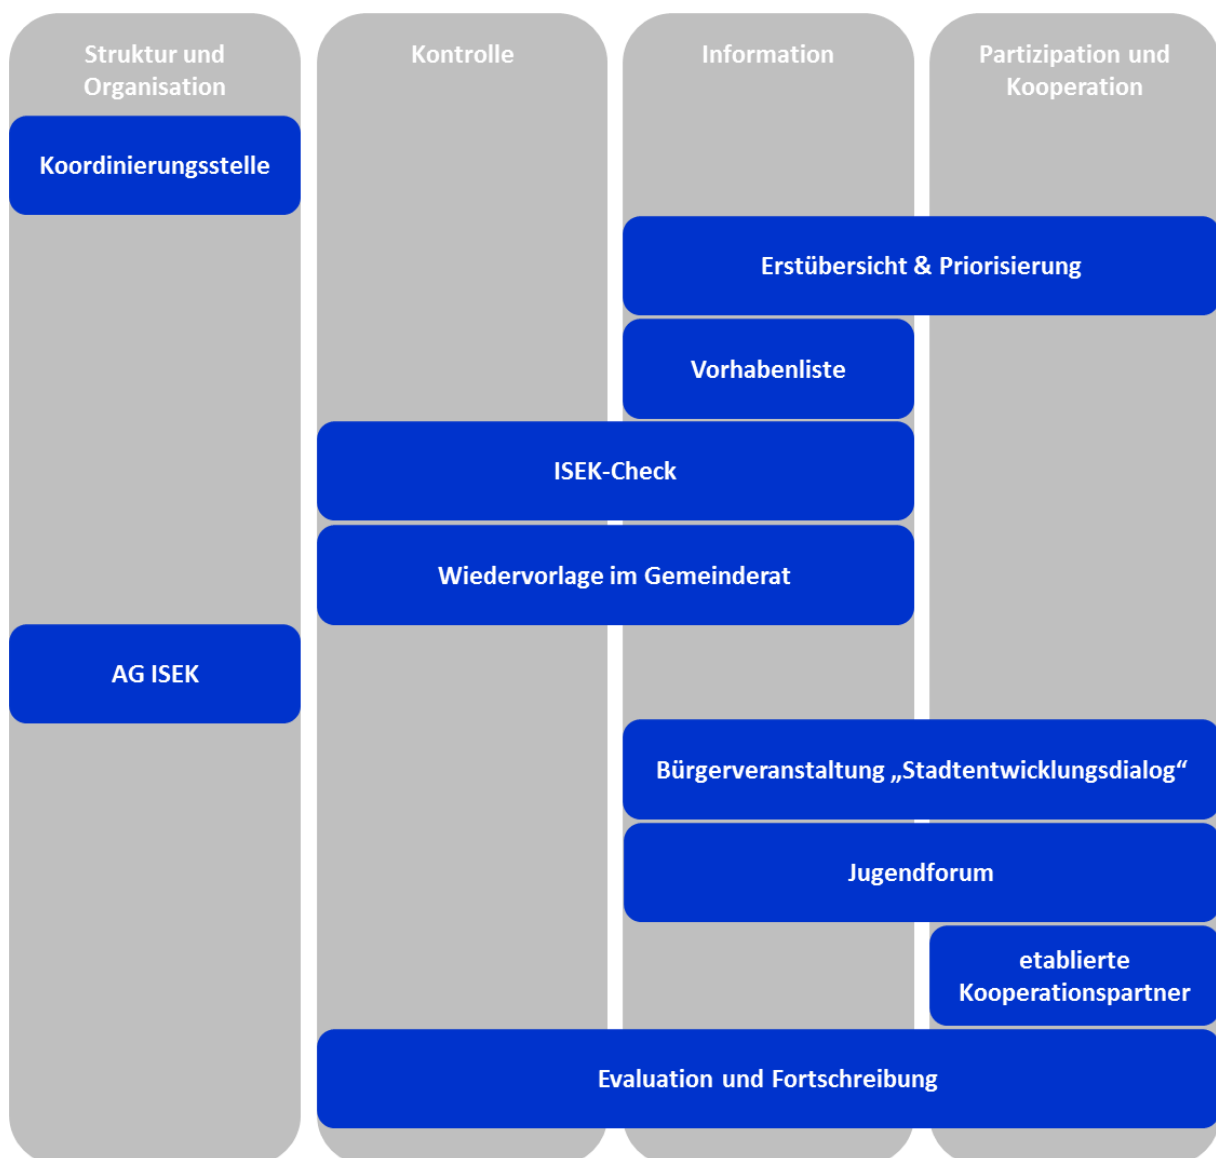 Struktur und
Organisation
Kontrolle
Information
Partizipation und
Kooperation
Koordinierungsstelle
Erstübersicht & Priorisierung
Vorhabenliste
ISEK-Check
Wiedervorlage im Gemeinderat
AG ISEK
Bürgerveranstaltung „Stadtentwicklungsdialog“
Jugendforum
etablierte
Kooperationspartner
Evaluation und Fortschreibung